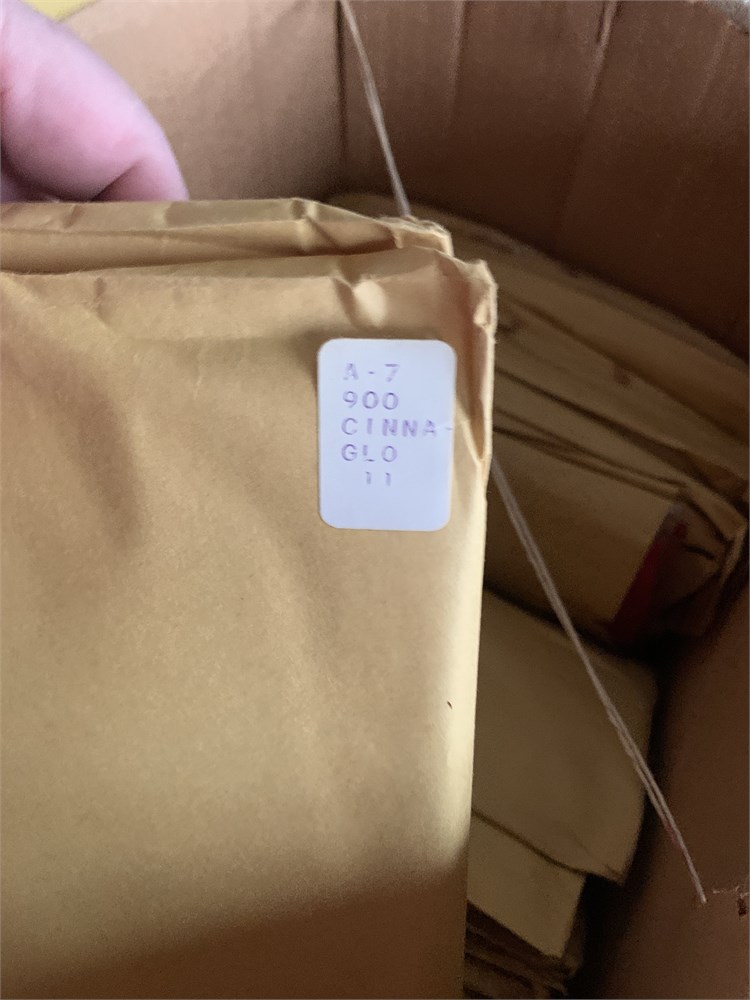 A-7
900
CINNA-
GLO
11